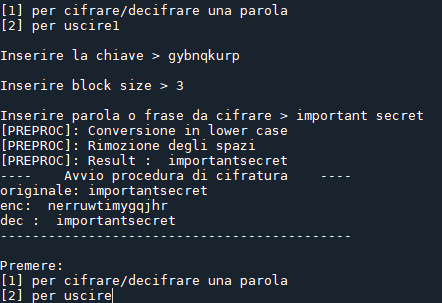 [1] per cifrare/decifrare una parola
[2] per uscire1
Inserire la chiave > gybnqkurp
Inserire block size > 3
Inserire parola o frase da cifrare > important secret
[PREPROC]: Conversione in lower case
[PREPROC]: Rimozione degli spazi
[PREPROC]: Result :  importantsecret
----    Avvio procedura di cifratura    ----
originale: importantsecret
enc:  nerruwtimygqjhr
dec :  importantsecret
--------------------------------------------
Premere:
[1] per cifrare/decifrare una parola
[2] per uscire